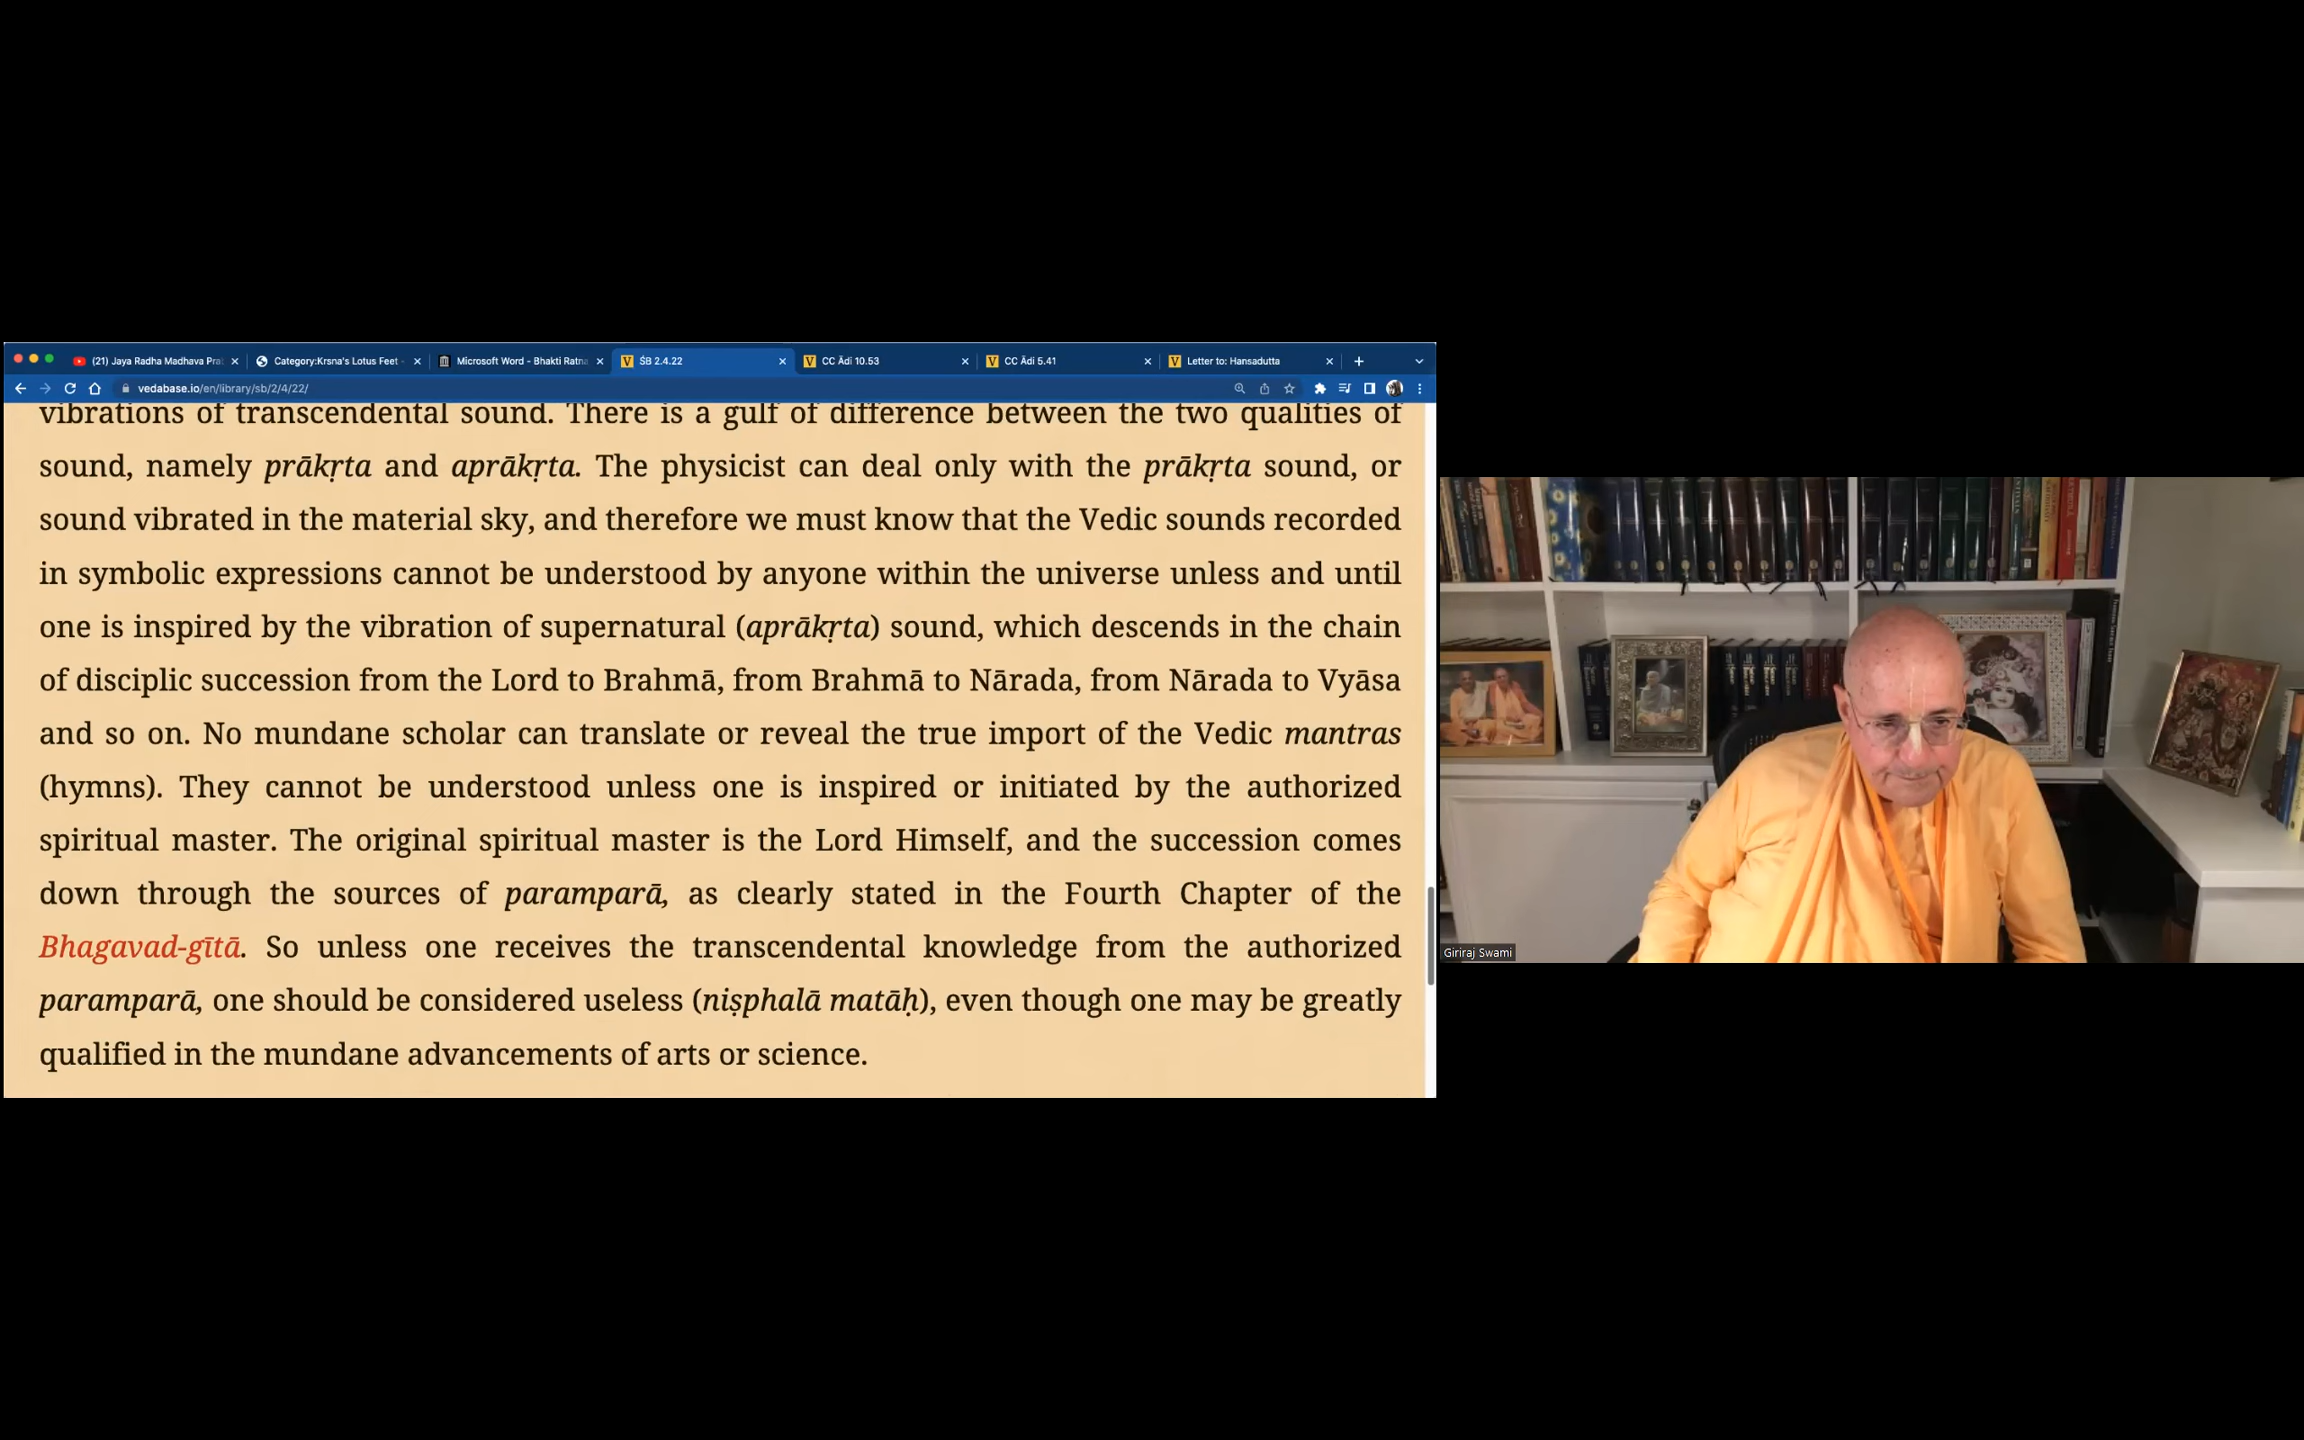 (21) Jaya Radha Madhava Pra
Category:Krsna's Lotus Feet
Microsoft Word - Bhakti Ratna
ŚB 2.4.22
CC Ādi 10.53
CC Ādi 5.41
Letter to: Hansadutta
vedabase.io/en/library/sb/2/4/22/
vibrations of transcendental sound. There is a gulf of difference between the two qualities of
sound, namely prākṛta and aprākṛta. The physicist can deal only with the prākṛta sound, or
sound vibrated in the material sky, and therefore we must know that the Vedic sounds recorded
in symbolic expressions cannot be understood by anyone within the universe unless and until
one is inspired by the vibration of supernatural (aprākṛta) sound, which descends in the chain
of disciplic succession from the Lord to Brahmā, from Brahmā to Nārada, from Nārada to Vyāsa
and so on. No mundane scholar can translate or reveal the true import of the Vedic mantras
(hymns). They cannot be understood unless one is inspired or initiated by the authorized
spiritual master. The original spiritual master is the Lord Himself, and the succession comes
down through the sources of paramparā, as clearly stated in the Fourth Chapter of the
Bhagavad-gītā. So unless one receives the transcendental knowledge from the authorized
paramparā, one should be considered useless (niṣphalā matāḥ), even though one may be greatly
qualified in the mundane advancements of arts or science.
Giriraj Swami